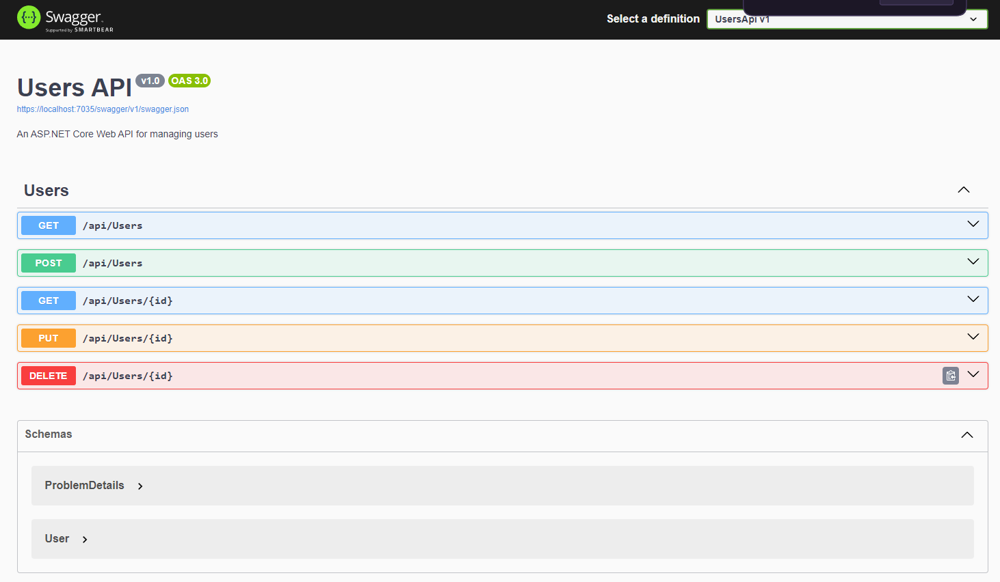 Swagger.
Supported by SMARTBEAR
Select a definition
UsersApi v1
Users API v1.0 OAS 3.0
https://localhost:7035/swagger/v1/swagger.json
An ASP.NET Core Web API for managing users
Users
GET /api/Users
POST /api/Users
GET /api/Users/{id}
PUT /api/Users/{id}
DELETE /api/Users/{id}
Schemas
ProblemDetails
User